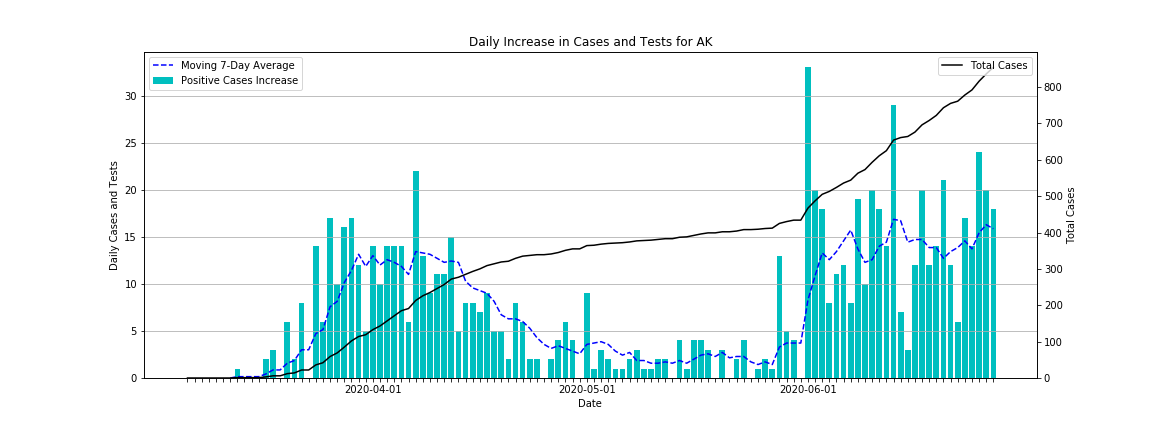 Daily Increase in Cases and Tests for AK
Moving 7-Day Average
Positive Cases Increase
Total Cases
30
25
20
15
10
5
0
Daily Cases and Tests
800
700
600
500
400
300
200
100
0
Total Cases
2020-04-01
2020-05-01
2020-06-01
Date